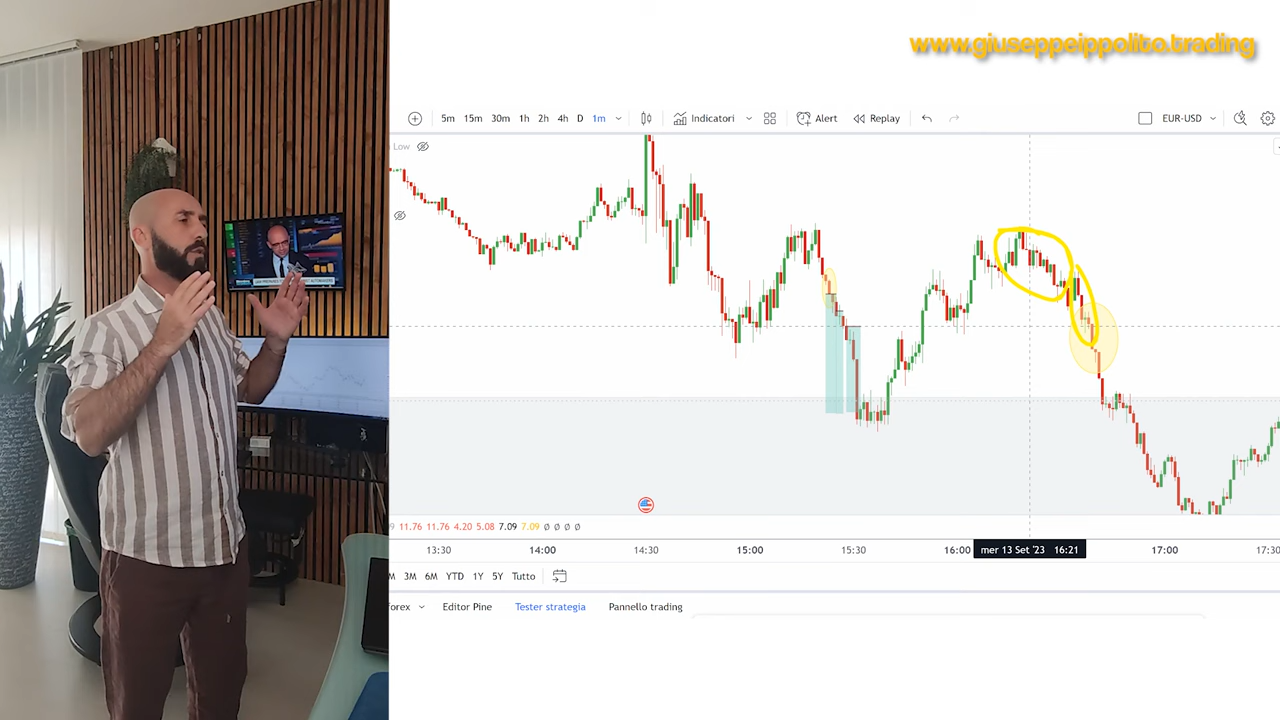 www.giuseppeippolito.trading
5m 15m 30m 1h 2h 4h D 1m Indicatori Alert Replay EUR-USD
Low
11.76 11.76 4.20 5.08 7.09 7.09 ∅ ∅ ∅ ∅
13:30 14:00 14:30 15:00 15:30 16:00 mer 13 Set '23 16:21 17:00 17:30
3M 6M YTD 1Y 5Y Tutto
Editor Pine Tester strategia Pannello trading